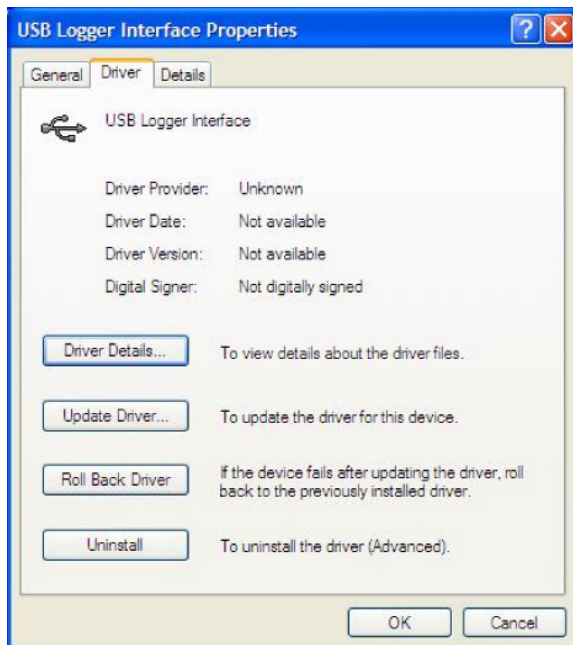 USB Logger Interface Properties
General Driver Details
USB Logger Interface
Driver Provider: Unknown
Driver Date: Not available
Driver Version: Not available
Digital Signer: Not digitally signed
Driver Details... To view details about the driver files.
Update Driver... To update the driver for this device.
Roll Back Driver If the device fails after updating the driver, roll
back to the previously installed driver.
Uninstall To uninstall the driver (Advanced).
OK Cancel